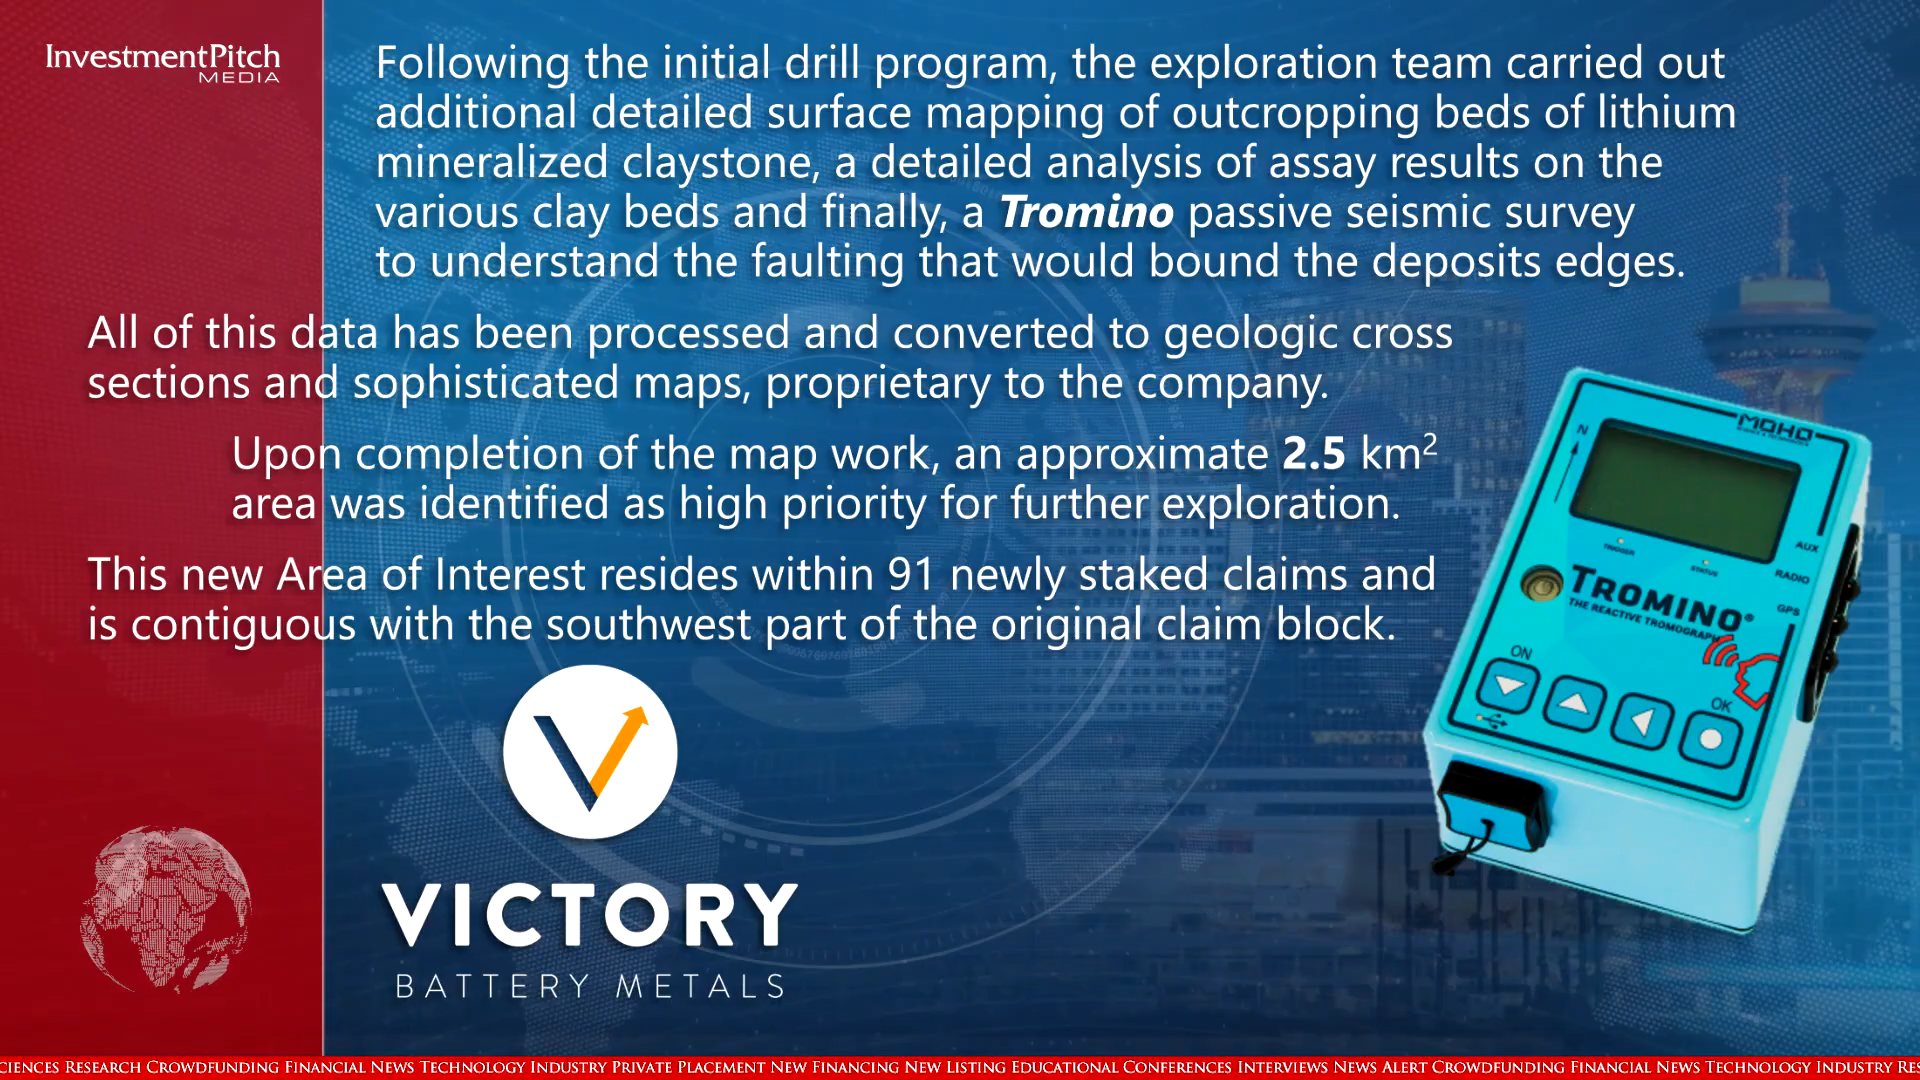 InvestmentPitch
MEDIA
Following the initial drill program, the exploration team carried out
additional detailed surface mapping of outcropping beds of lithium
mineralized claystone, a detailed analysis of assay results on the
various clay beds and finally, a Tromino passive seismic survey
to understand the faulting that would bound the deposits edges.
All of this data has been processed and converted to geologic cross
sections and sophisticated maps, proprietary to the company.
Upon completion of the map work, an approximate 2.5 km²
area was identified as high priority for further exploration.
This new Area of Interest resides within 91 newly staked claims and
is contiguous with the southwest part of the original claim block.
MOHO
N
AUX
TRIGGER
STATUS
RADIO
GPS
TROMINO®
THE REACTIVE TROMOGRAPH
ON
OK
VICTORY
BATTERY METALS
CIENCES RESEARCH CROWDFUNDING FINANCIAL NEWS TECHNOLOGY INDUSTRY PRIVATE PLACEMENT NEW FINANCING NEW LISTING EDUCATIONAL CONFERENCES INTERVIEWS NEWS ALERT CROWDFUNDING FINANCIAL NEWS TECHNOLOGY INDUSTRY RES